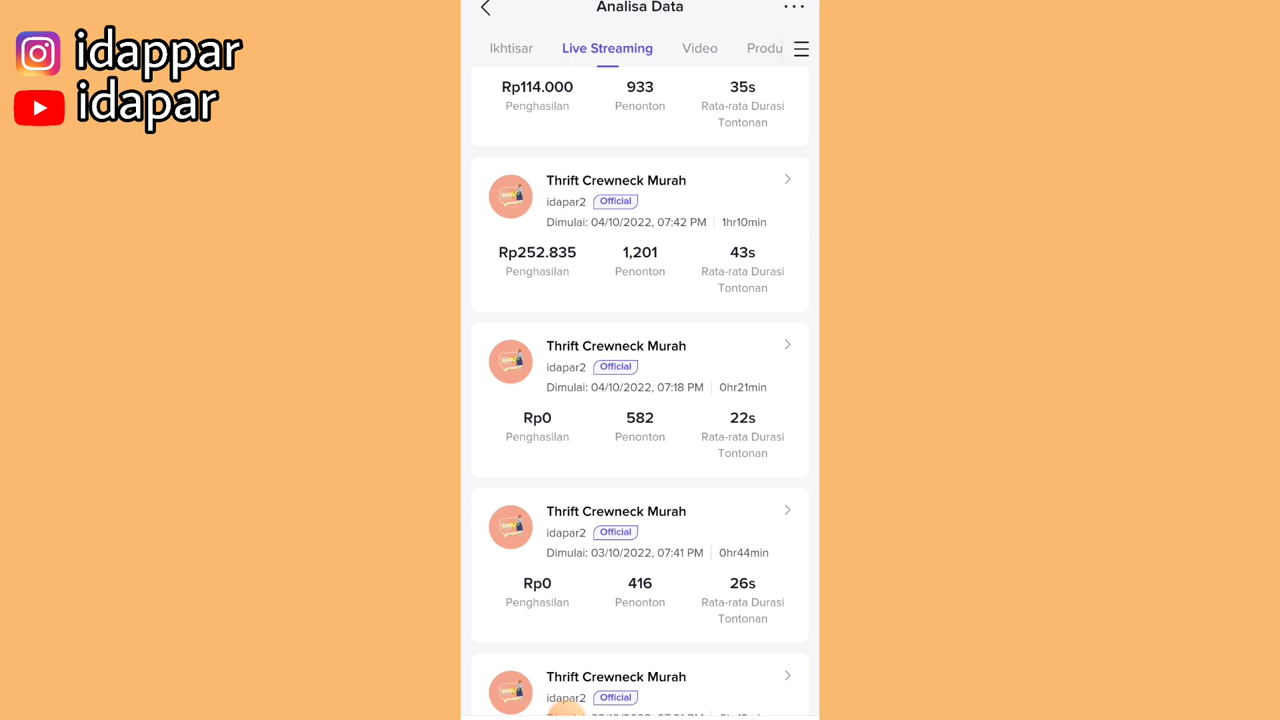 idappar
idapar
Analisa Data
Ikhtisar Live Streaming Video Produ
Rp114.000 933 35s
Penghasilan Penonton Rata-rata Durasi
Tontonan
Thrift Crewneck Murah
idapar2 Official
Dimulai: 04/10/2022, 07:42 PM 1hr10min
Rp252.835 1,201 43s
Penghasilan Penonton Rata-rata Durasi
Tontonan
Thrift Crewneck Murah
idapar2 Official
Dimulai: 04/10/2022, 07:18 PM 0hr21min
Rp0 582 22s
Penghasilan Penonton Rata-rata Durasi
Tontonan
Thrift Crewneck Murah
idapar2 Official
Dimulai: 03/10/2022, 07:41 PM 0hr44min
Rp0 416 26s
Penghasilan Penonton Rata-rata Durasi
Tontonan
Thrift Crewneck Murah
idapar2 Official